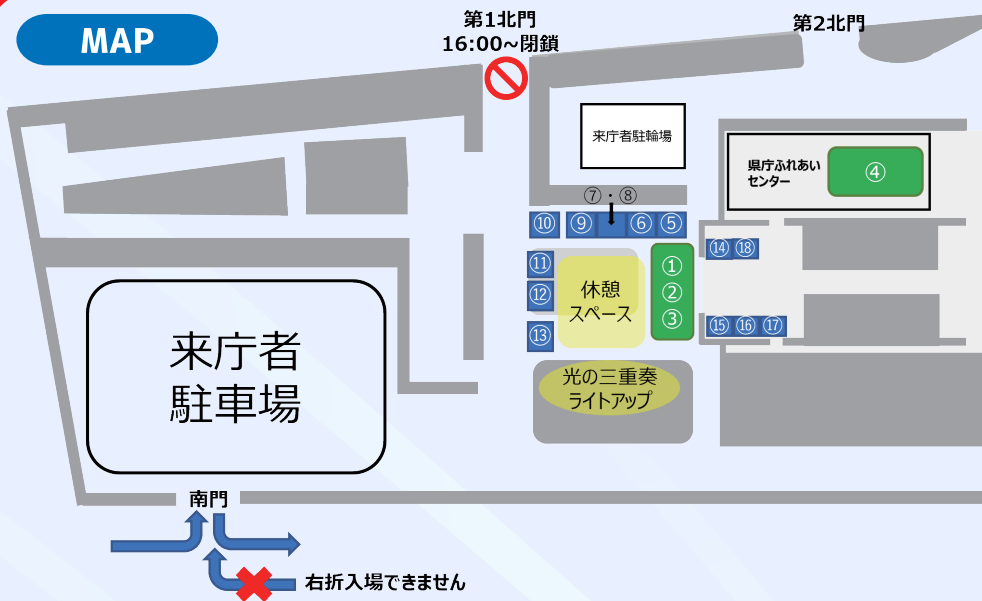 MAP
第1北門
16:00~閉鎖
第2北門
来庁者駐輪場
県庁ふれあい
センター
④
⑦・⑧
⑩
⑨
⑥
⑤
⑪
⑫
⑬
休憩
スペース
①
②
③
⑭
⑱
⑮
⑯
⑰
光の三重奏
ライトアップ
来庁者
駐車場
南門
右折入場できません